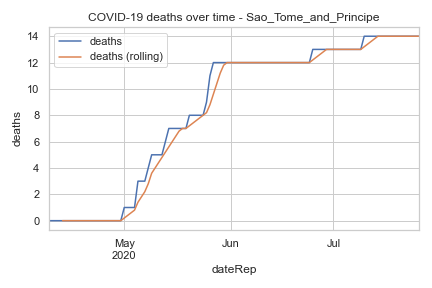 COVID-19 deaths over time - Sao_Tome_and_Principe
deaths
deaths (rolling)
14
12
10
8
6
4
2
0
deaths
May
2020
Jun
Jul
dateRep